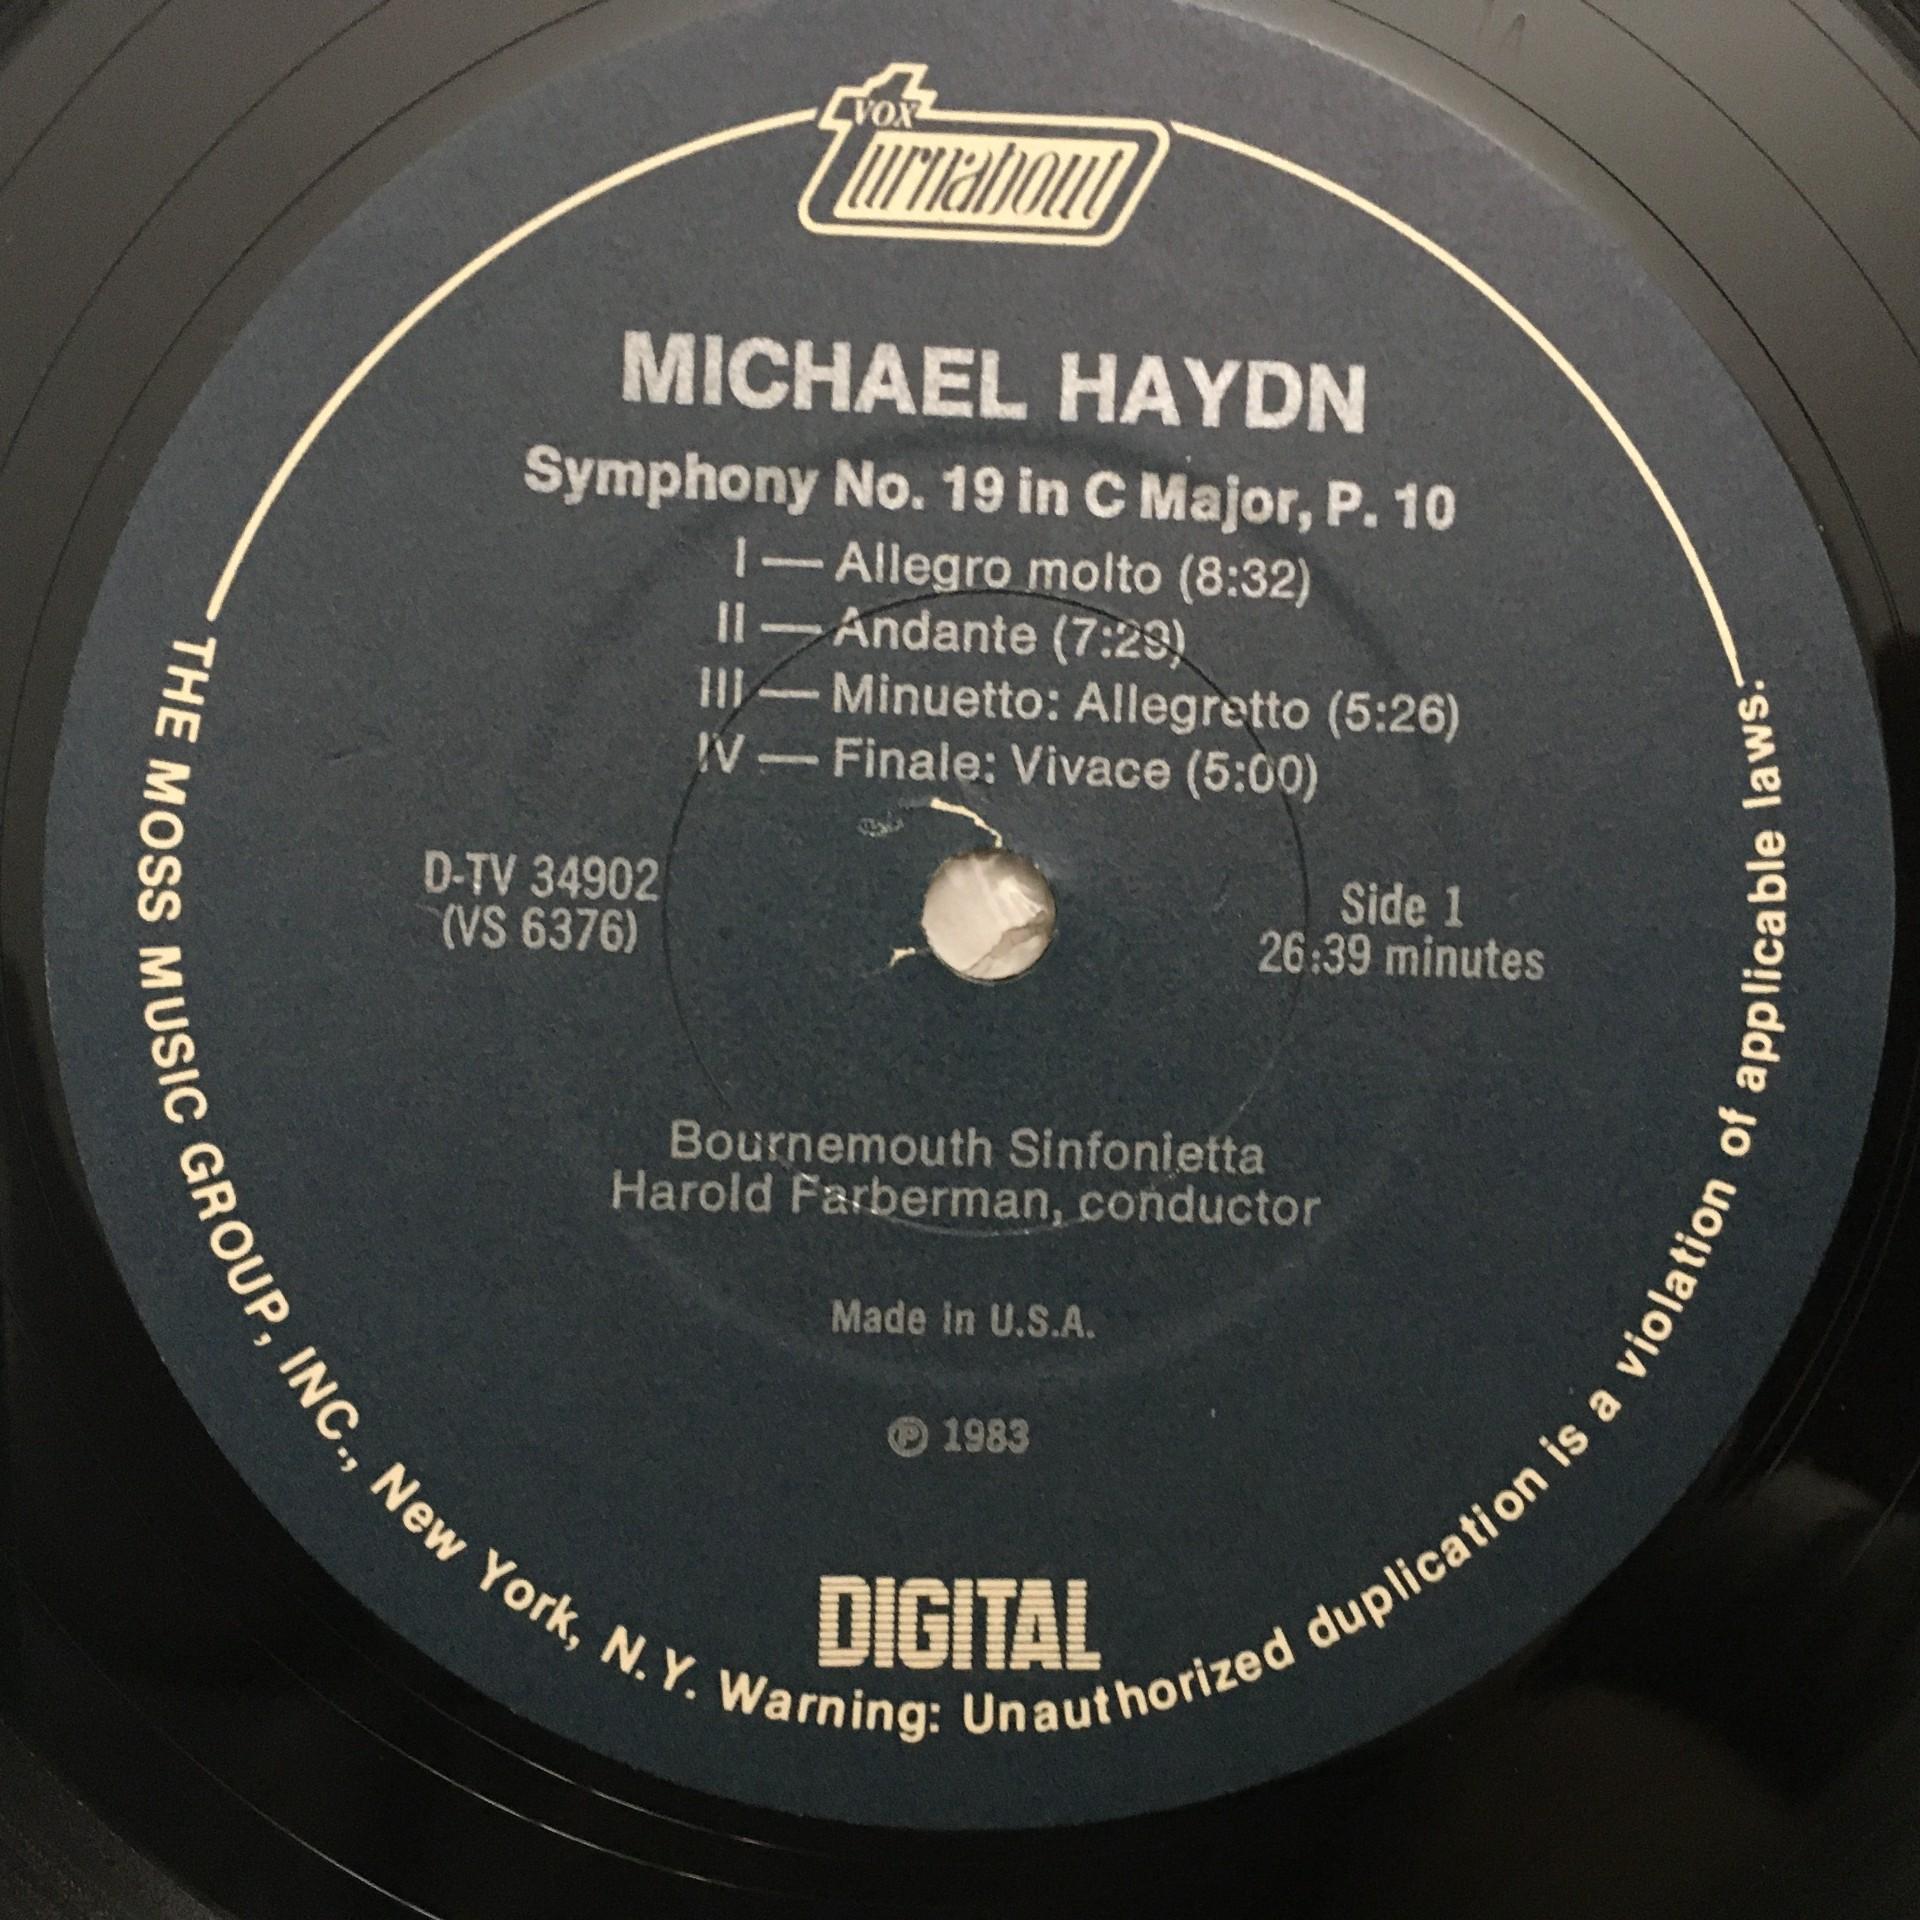 VOX
Turnabout
MICHAEL HAYDN
Symphony No. 19 in C Major, P. 10
I — Allegro molto (8:32)
II — Andante (7:29)
III — Minuetto: Allegretto (5:26)
IV — Finale: Vivace (5:00)
D-TV 34902
(VS 6376)
Side 1
26:39 minutes
Bournemouth Sinfonietta
Harold Farberman, conductor
Made in U.S.A.
℗ 1983
DIGITAL
THE MOSS MUSIC GROUP, INC., New York, N.Y. Warning: Unauthorized duplication is a violation of applicable laws.